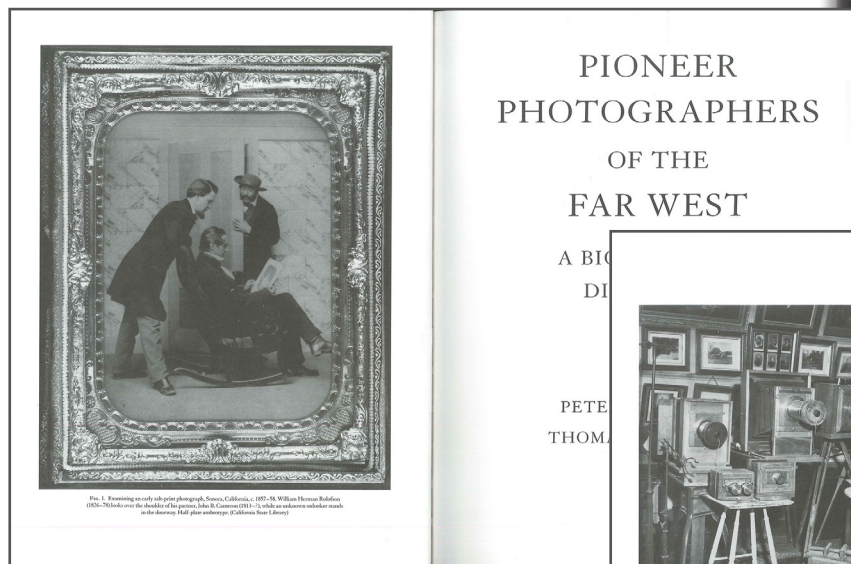 FIG. 1. Examining an early salt-print photograph, Sonora, California, c. 1857–58. William Herman Rulofson
(1826–78) looks over the shoulder of his partner, John B. Cameron (1813–?), while an unknown onlooker stands
in the doorway. Half-plate ambrotype. (California State Library)
PIONEER
PHOTOGRAPHERS
OF THE
FAR WEST
A BIO
DI
PETE
THOMA